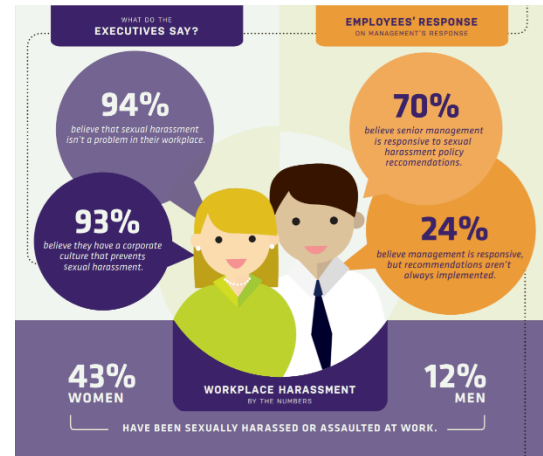 WHAT DO THE
EXECUTIVES SAY?
94%
believe that sexual harassment
isn't a problem in their workplace.
93%
believe they have a corporate
culture that prevents
sexual harassment.
EMPLOYEES' RESPONSE
ON MANAGEMENT'S RESPONSE
70%
believe senior management
is responsive to sexual
harassment policy
reccomendations.
24%
believe management is responsive,
but recommendations aren't
always implemented.
43%
WOMEN
WORKPLACE HARASSMENT
BY THE NUMBERS
12%
MEN
HAVE BEEN SEXUALLY HARASSED OR ASSAULTED AT WORK.